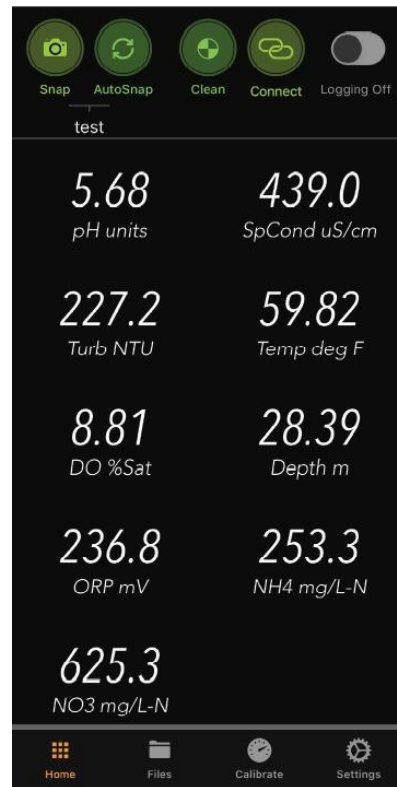 Snap AutoSnap Clean Connect Logging Off
test
5.68 439.0
pH units SpCond uS/cm
227.2 59.82
Turb NTU Temp deg F
8.81 28.39
DO %Sat Depth m
236.8 253.3
ORP mV NH4 mg/L-N
625.3
NO3 mg/L-N
Home Files Calibrate Settings